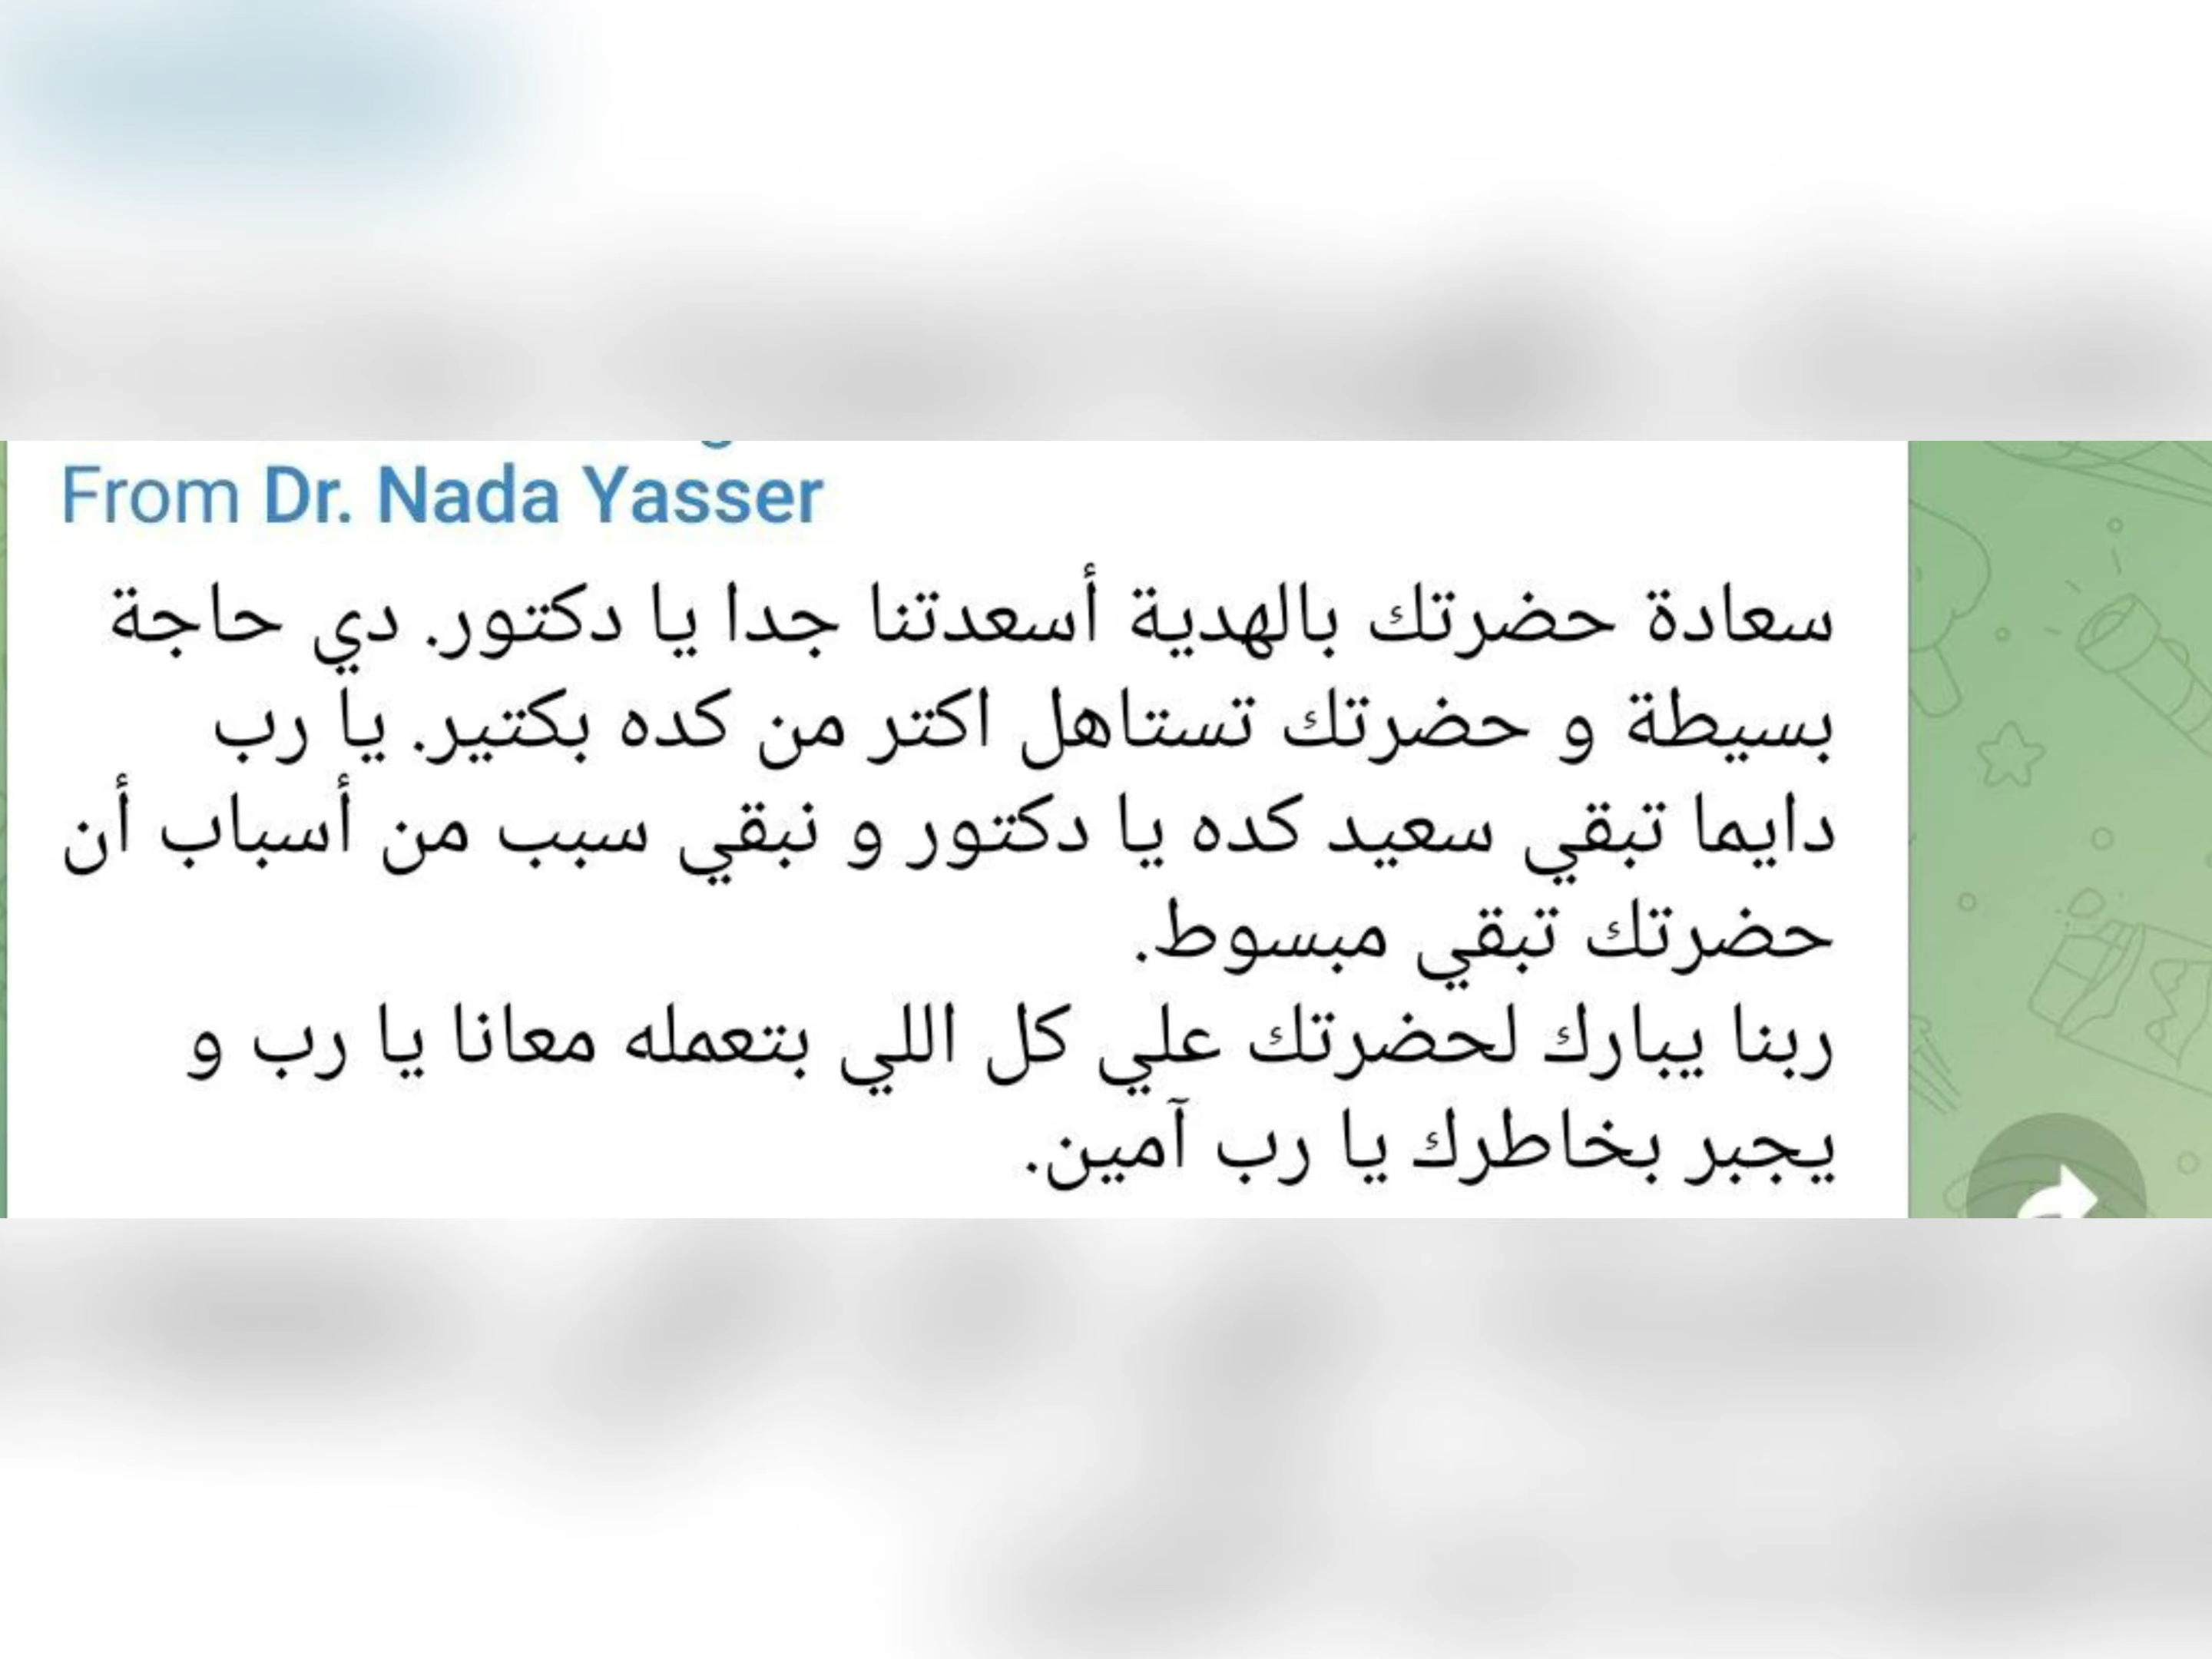 From Dr. Nada Yasser
سعادة حضرتك بالهدية أسعدتنا جدا يا دكتور. دي حاجة
بسيطة و حضرتك تستاهل اكتر من كده بكتير. يا رب
دايما تبقي سعيد كده يا دكتور و نبقي سبب من أسباب أن
حضرتك تبقي مبسوط.
ربنا يبارك لحضرتك علي كل اللي بتعمله معانا يا رب و
يجبر بخاطرك يا رب آمين.